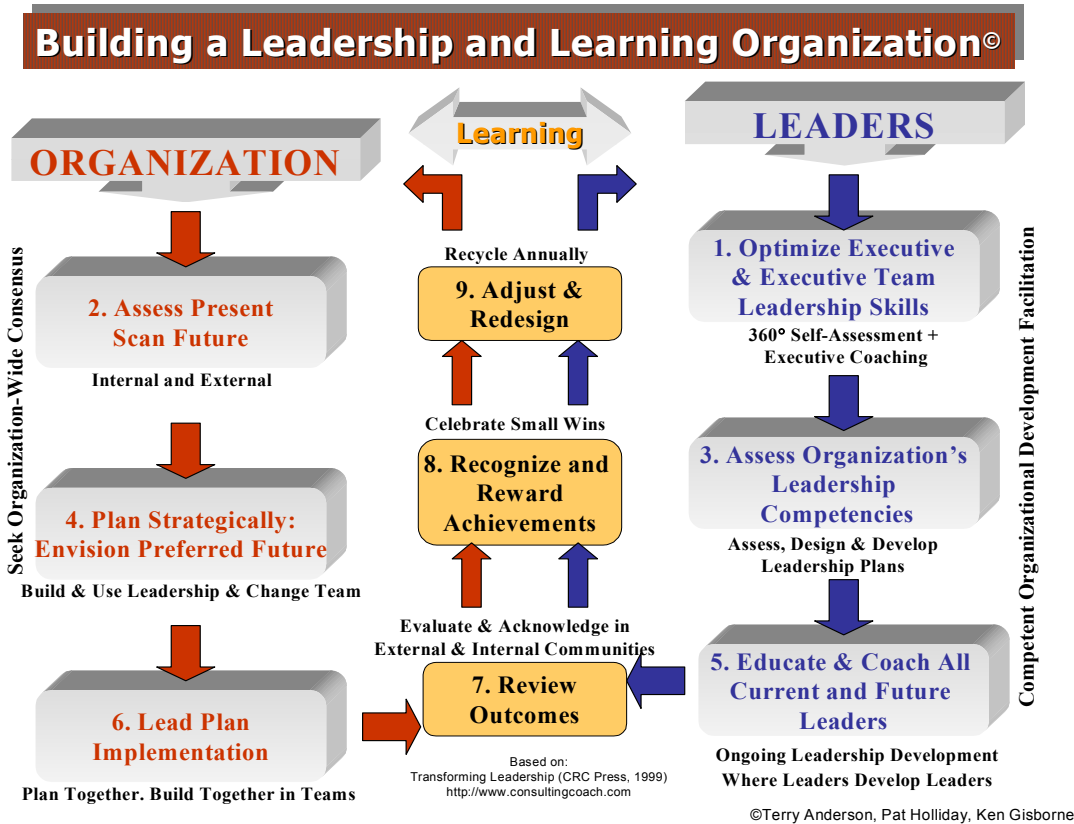 Building a Leadership and Learning Organization©
ORGANIZATION
Seek Organization-Wide Consensus
2. Assess Present
Scan Future
Internal and External
4. Plan Strategically:
Envision Preferred Future
Build & Use Leadership & Change Team
6. Lead Plan
Implementation
Plan Together. Build Together in Teams
Learning
Recycle Annually
9. Adjust &
Redesign
Celebrate Small Wins
8. Recognize and
Reward
Achievements
Evaluate & Acknowledge in
External & Internal Communities
7. Review
Outcomes
Based on:
Transforming Leadership (CRC Press, 1999)
http://www.consultingcoach.com
LEADERS
1. Optimize Executive
& Executive Team
Leadership Skills
360° Self-Assessment +
Executive Coaching
3. Assess Organization’s
Leadership
Competencies
Assess, Design & Develop
Leadership Plans
5. Educate & Coach All
Current and Future
Leaders
Ongoing Leadership Development
Where Leaders Develop Leaders
Competent Organizational Development Facilitation
©Terry Anderson, Pat Holliday, Ken Gisborne